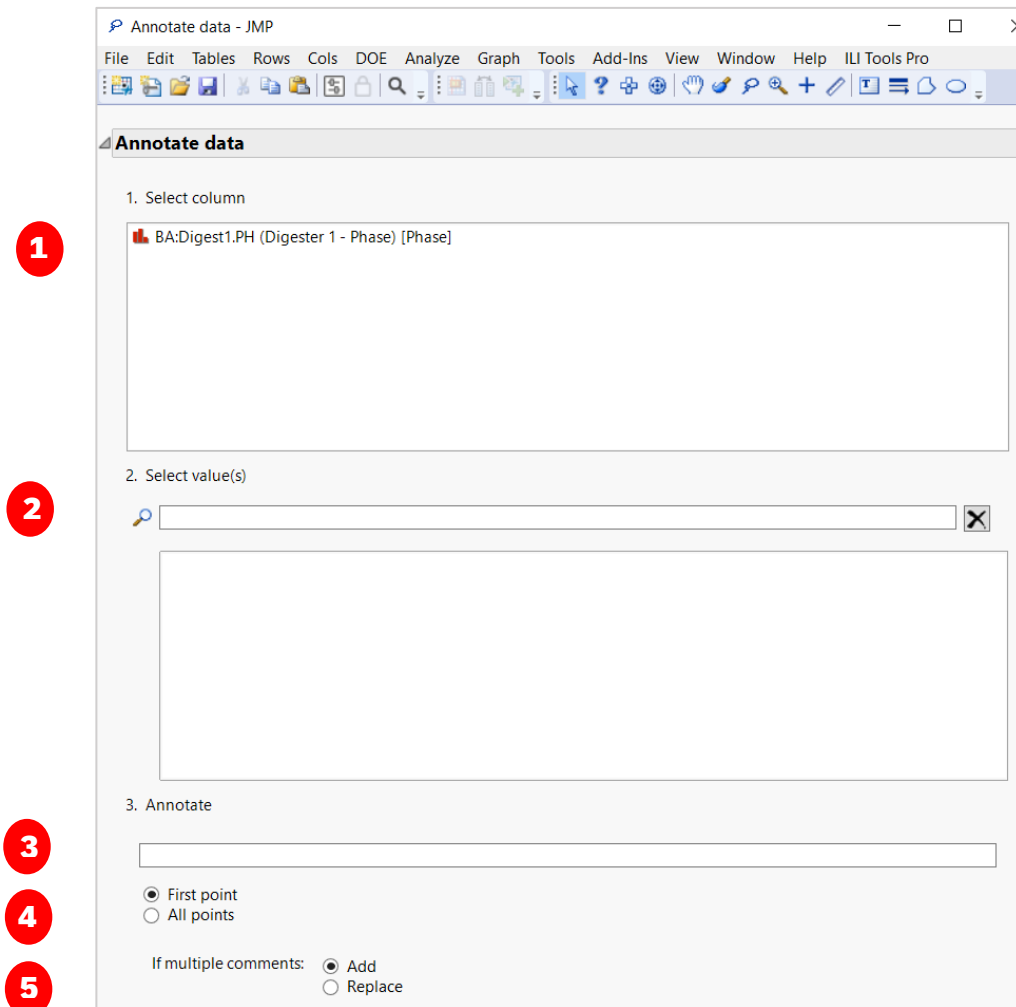 Annotate data - JMP
File Edit Tables Rows Cols DOE Analyze Graph Tools Add-Ins View Window Help ILI Tools Pro
Annotate data
1. Select column
1
BA:Digest1.PH (Digester 1 - Phase) [Phase]
2. Select value(s)
2
3. Annotate
3
First point
4
All points
If multiple comments: Add
5
Replace